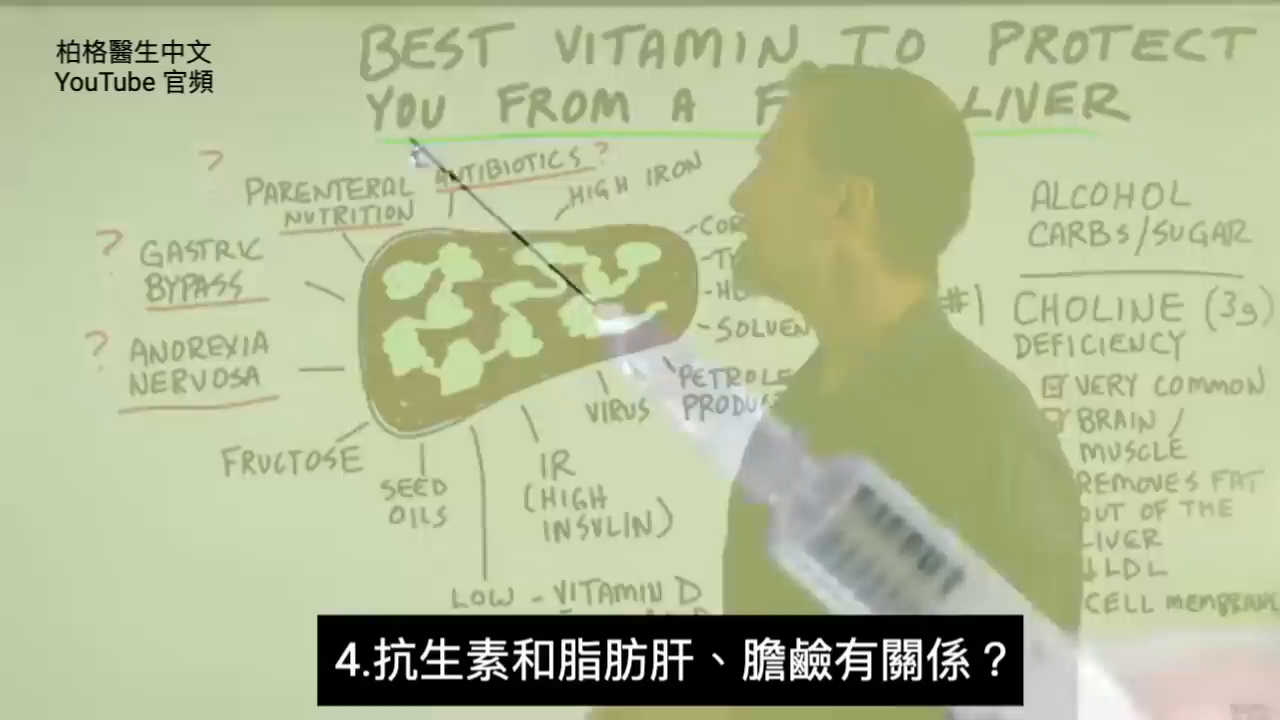 柏格醫生中文
YouTube 官頻
BEST VITAMIN TO PROTECT
YOU FROM A F LIVER
?
PARENTERAL
NUTRITION
ANTIBIOTICS?
HIGH IRON
?
GASTRIC
BYPASS
?
ANOREXIA
NERVOSA
FRUCTOSE
SEED
OILS
LOW - VITAMIN D
IR
(HIGH
INSULIN)
VIRUS
- SOLVEN
PETROLE
PRODU
ALCOHOL
CARBS/SUGAR
#1 CHOLINE (3g)
DEFICIENCY
VERY COMMON
BRAIN /
MUSCLE
REMOVES FAT
OUT OF THE
LIVER
↓LDL
CELL MEMBRANE
4.抗生素和脂肪肝、膽鹼有關係？